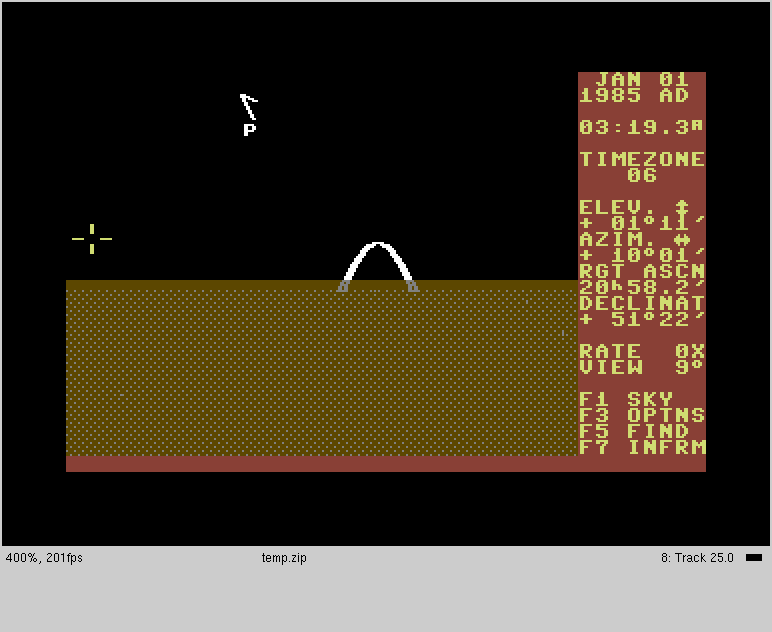 P
JAN 01
1985 AD
03:19.3A
TIMEZONE
06
ELEV. ↕
+ 01°11′
AZIM. ↔
+ 10°01′
RGT ASCN
20ʰ58.2′
DECLINAT
+ 51°22′
RATE 0X
VIEW 9°
F1 SKY
F3 OPTNS
F5 FIND
F7 INFRM
400%, 201fps temp.zip 8: Track 25.0